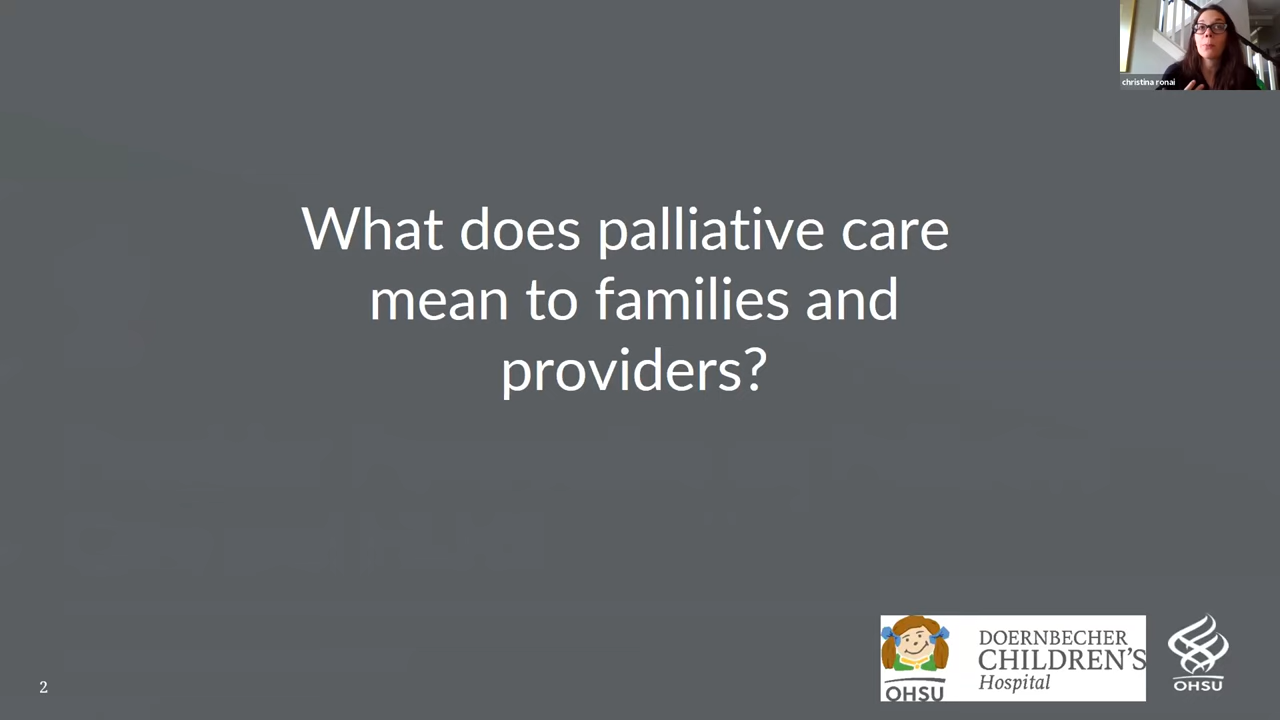 christina ronai
What does palliative care
mean to families and
providers?
DOERNBECHER
CHILDREN'S
Hospital
OHSU
OHSU
2